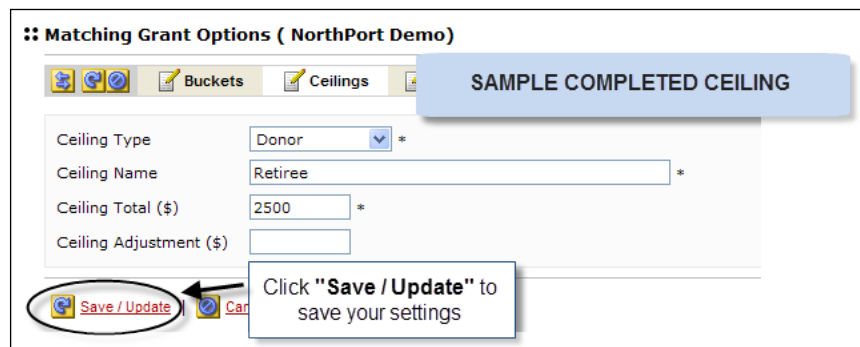 :: Matching Grant Options ( NorthPort Demo)
Buckets
Ceilings
SAMPLE COMPLETED CEILING
Ceiling Type
Donor
*
Ceiling Name
Retiree
*
Ceiling Total ($)
2500
*
Ceiling Adjustment ($)
Save / Update |
Click "Save / Update" to
save your settings